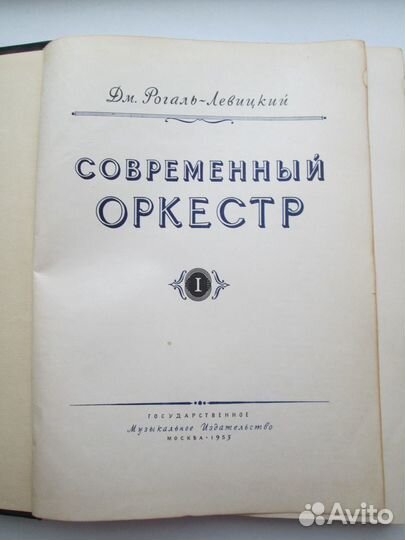 Дм. Рогаль-Левицкий
СОВРЕМЕННЫЙ
ОРКЕСТР
I
ГОСУДАРСТВЕННОЕ
Музыкальное Издательство
МОСКВА • 1953
Avito